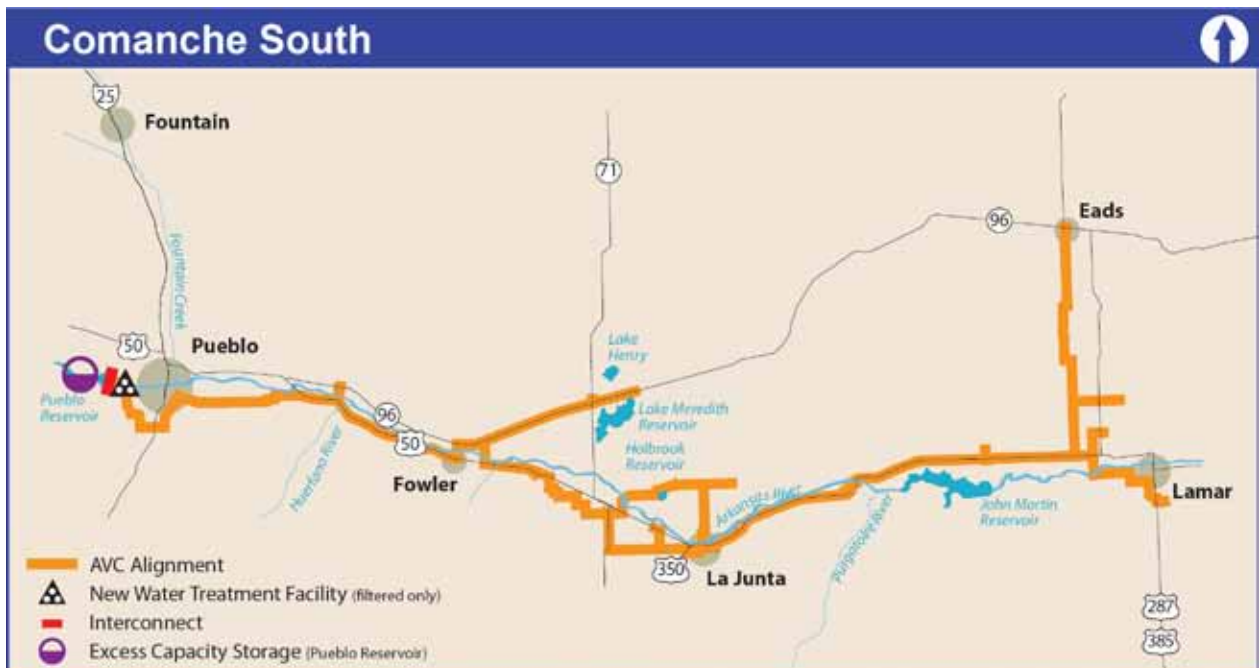 Comanche South
25
Fountain
71
Eads
96
Fountain Creek
50
Pueblo
Lake
Henry
Pueblo
Reservoir
96
Lake Meredith
Reservoir
50
Huerfano River
Holbrook
Reservoir
Fowler
Arkansas River
Lamar
John Martin
Reservoir
Purgatoire River
350
La Junta
AVC Alignment
New Water Treatment Facility (filtered only)
Interconnect
287
385
Excess Capacity Storage (Pueblo Reservoir)